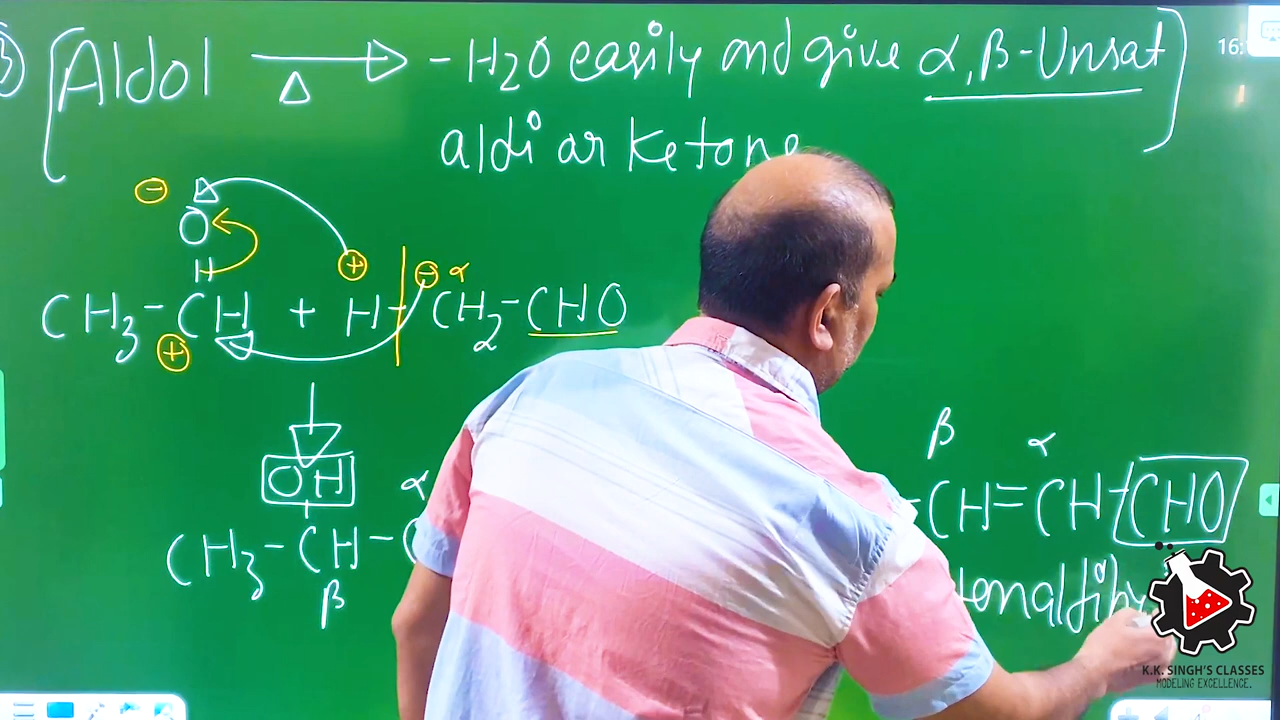 Aldol Δ → - H2O easily and give α,β-Unsat
aldi or ketone
16:
⊖
O
⊕ ⊖ α
CH3-CH + H-CH2-CHO
⊕
OH α
CH3-CH-
β
β α
-CH=CH-CHO
K.K. SINGH'S CLASSES
MODELING EXCELLENCE.